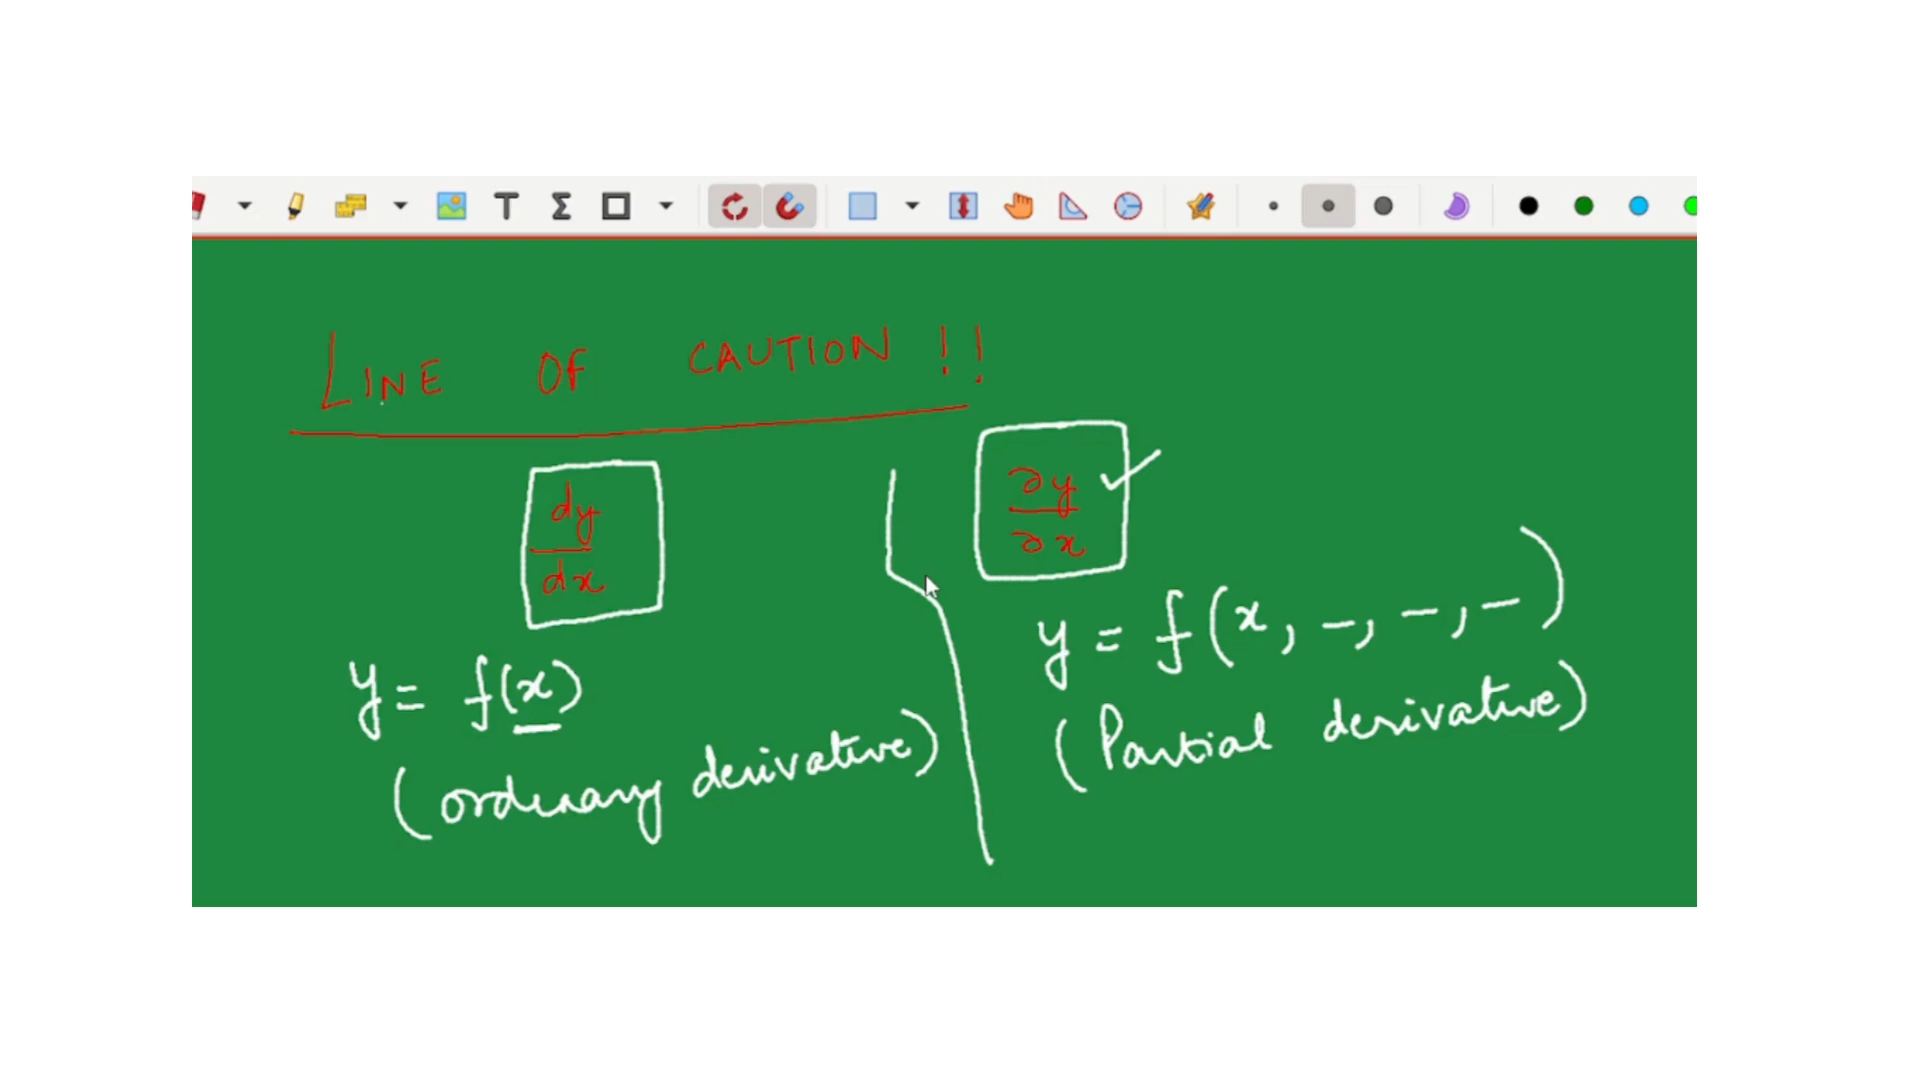 LINE OF CAUTION !!
dy
dx
y = f(x)
(ordinary derivative)
∂y
∂x
y = f(x, –, –, –)
(Partial derivative)